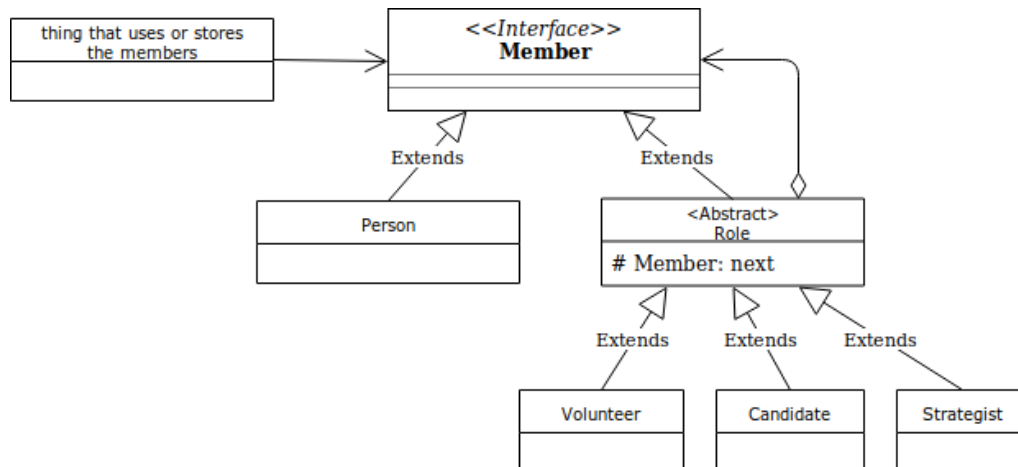 thing that uses or stores
the members
<<Interface>>
Member
Extends
Extends
Person
<Abstract>
Role
# Member: next
Extends
Extends
Extends
Volunteer
Candidate
Strategist